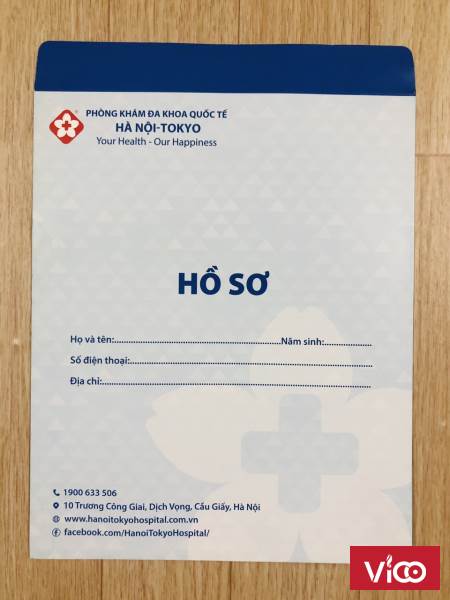 PHÒNG KHÁM ĐA KHOA QUỐC TẾ
HÀ NỘI-TOKYO
Your Health - Our Happiness
HỒ SƠ
Họ và tên:..........Năm sinh:..........
Số điện thoại:..........
Địa chỉ:..........
1900 633 506
10 Trương Công Giai, Dịch Vọng, Cầu Giấy, Hà Nội
www.hanoitokyohospital.com.vn
facebook.com/HanoiTokyoHospital/
Vico